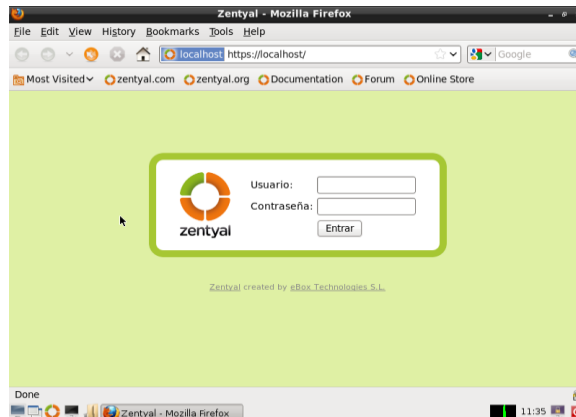 Zentyal - Mozilla Firefox
File Edit View History Bookmarks Tools Help
localhost https://localhost/ Google
Most Visited zentyal.com zentyal.org Documentation Forum Online Store
Usuario:
Contraseña:
Entrar
zentyal
Zentyal created by eBox Technologies S.L.
Done
Zentyal - Mozilla Firefox 11:35